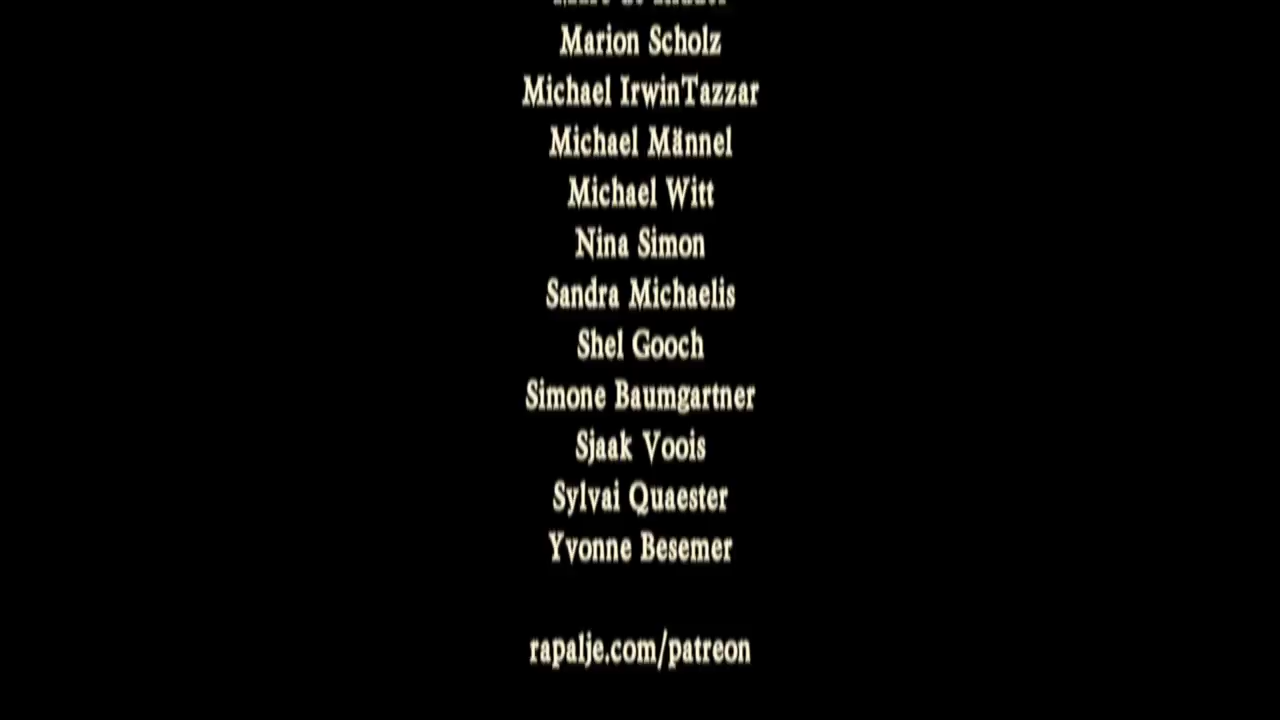 Marion Scholz
Michael IrwinTazzar
Michael Männel
Michael Witt
Nina Simon
Sandra Michaelis
Shel Gooch
Simone Baumgartner
Sjaak Voois
Sylvai Quaester
Yvonne Besemer
rapalje.com/patreon